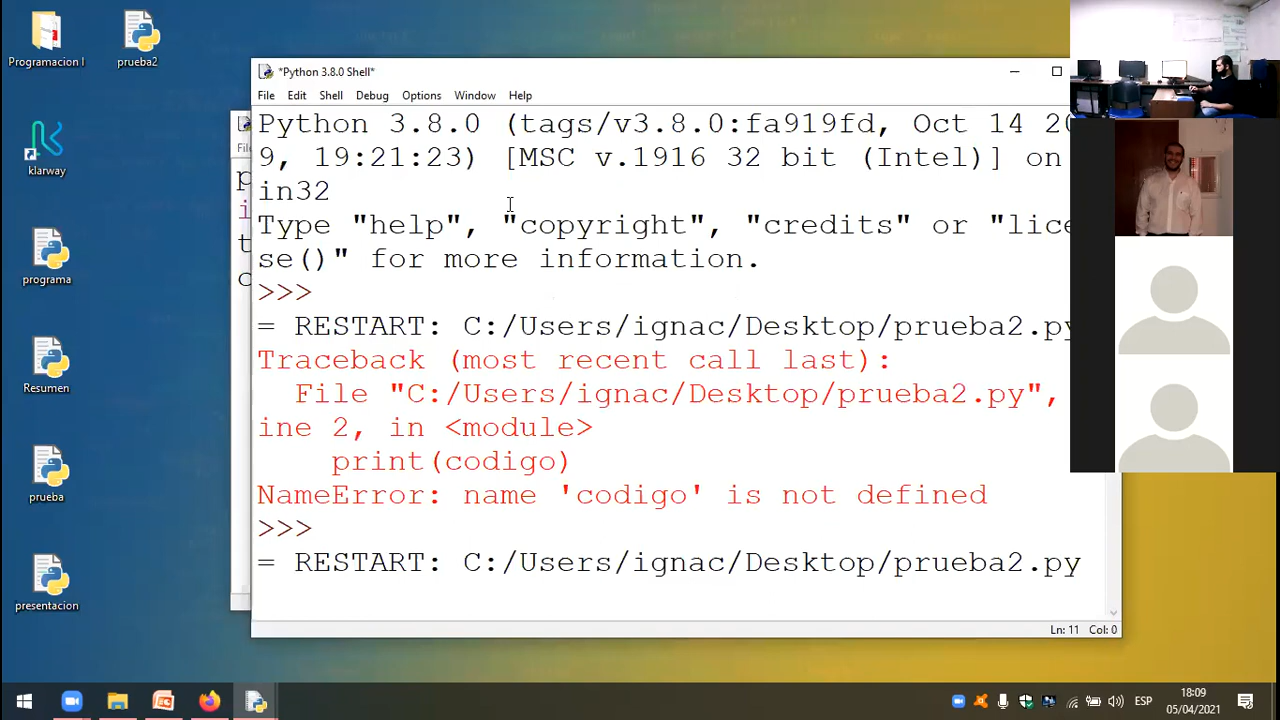 Programacion I
prueba2
klarway
programa
Resumen
prueba
presentacion
*Python 3.8.0 Shell*
File Edit Shell Debug Options Window Help
Python 3.8.0 (tags/v3.8.0:fa919fd, Oct 14 20
9, 19:21:23) [MSC v.1916 32 bit (Intel)] on
in32
Type "help", "copyright", "credits" or "lice
se()" for more information.
>>>
= RESTART: C:/Users/ignac/Desktop/prueba2.py
Traceback (most recent call last):
File "C:/Users/ignac/Desktop/prueba2.py",
ine 2, in <module>
print(codigo)
NameError: name 'codigo' is not defined
>>>
= RESTART: C:/Users/ignac/Desktop/prueba2.py
Ln: 11 Col: 0
ESP
18:09
05/04/2021